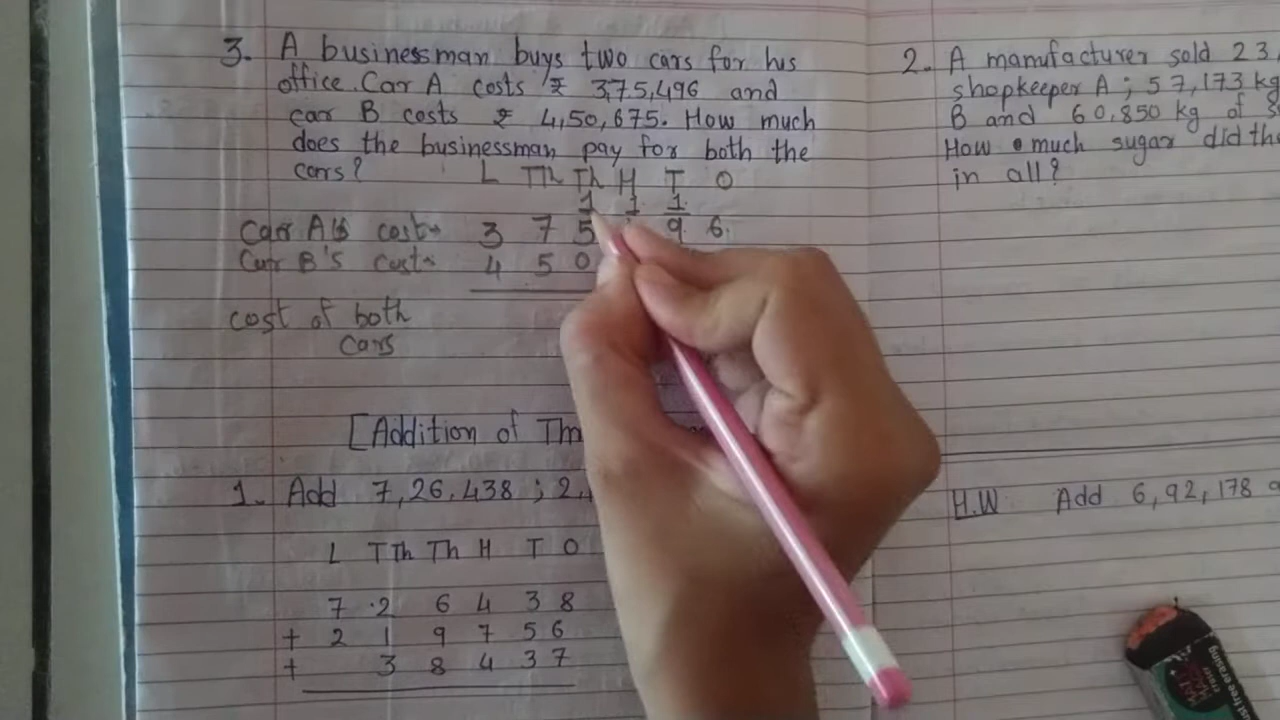 3. A businessman buys two cars for his
office. Car A costs ₹ 3,75,496 and
car B costs ₹ 4,50,675. How much
does the businessman pay for both the
cars?
L TTh Th H T O
1 1 1
Car A's cost 3 7 5 9 6
Car B's cost 4 5 0
cost of both
cars
[Addition of
1. Add 7,26,438 ; 2,
L T Th Th H T O
7 2 6 4 3 8
+ 2 1 9 7 5 6
+ 3 8 4 3 7
2. A manufacturer sold 23,
shopkeeper A ; 57,173 kg
B and 60,850 kg of
How much sugar did the
in all?
H.W Add 6,92,178